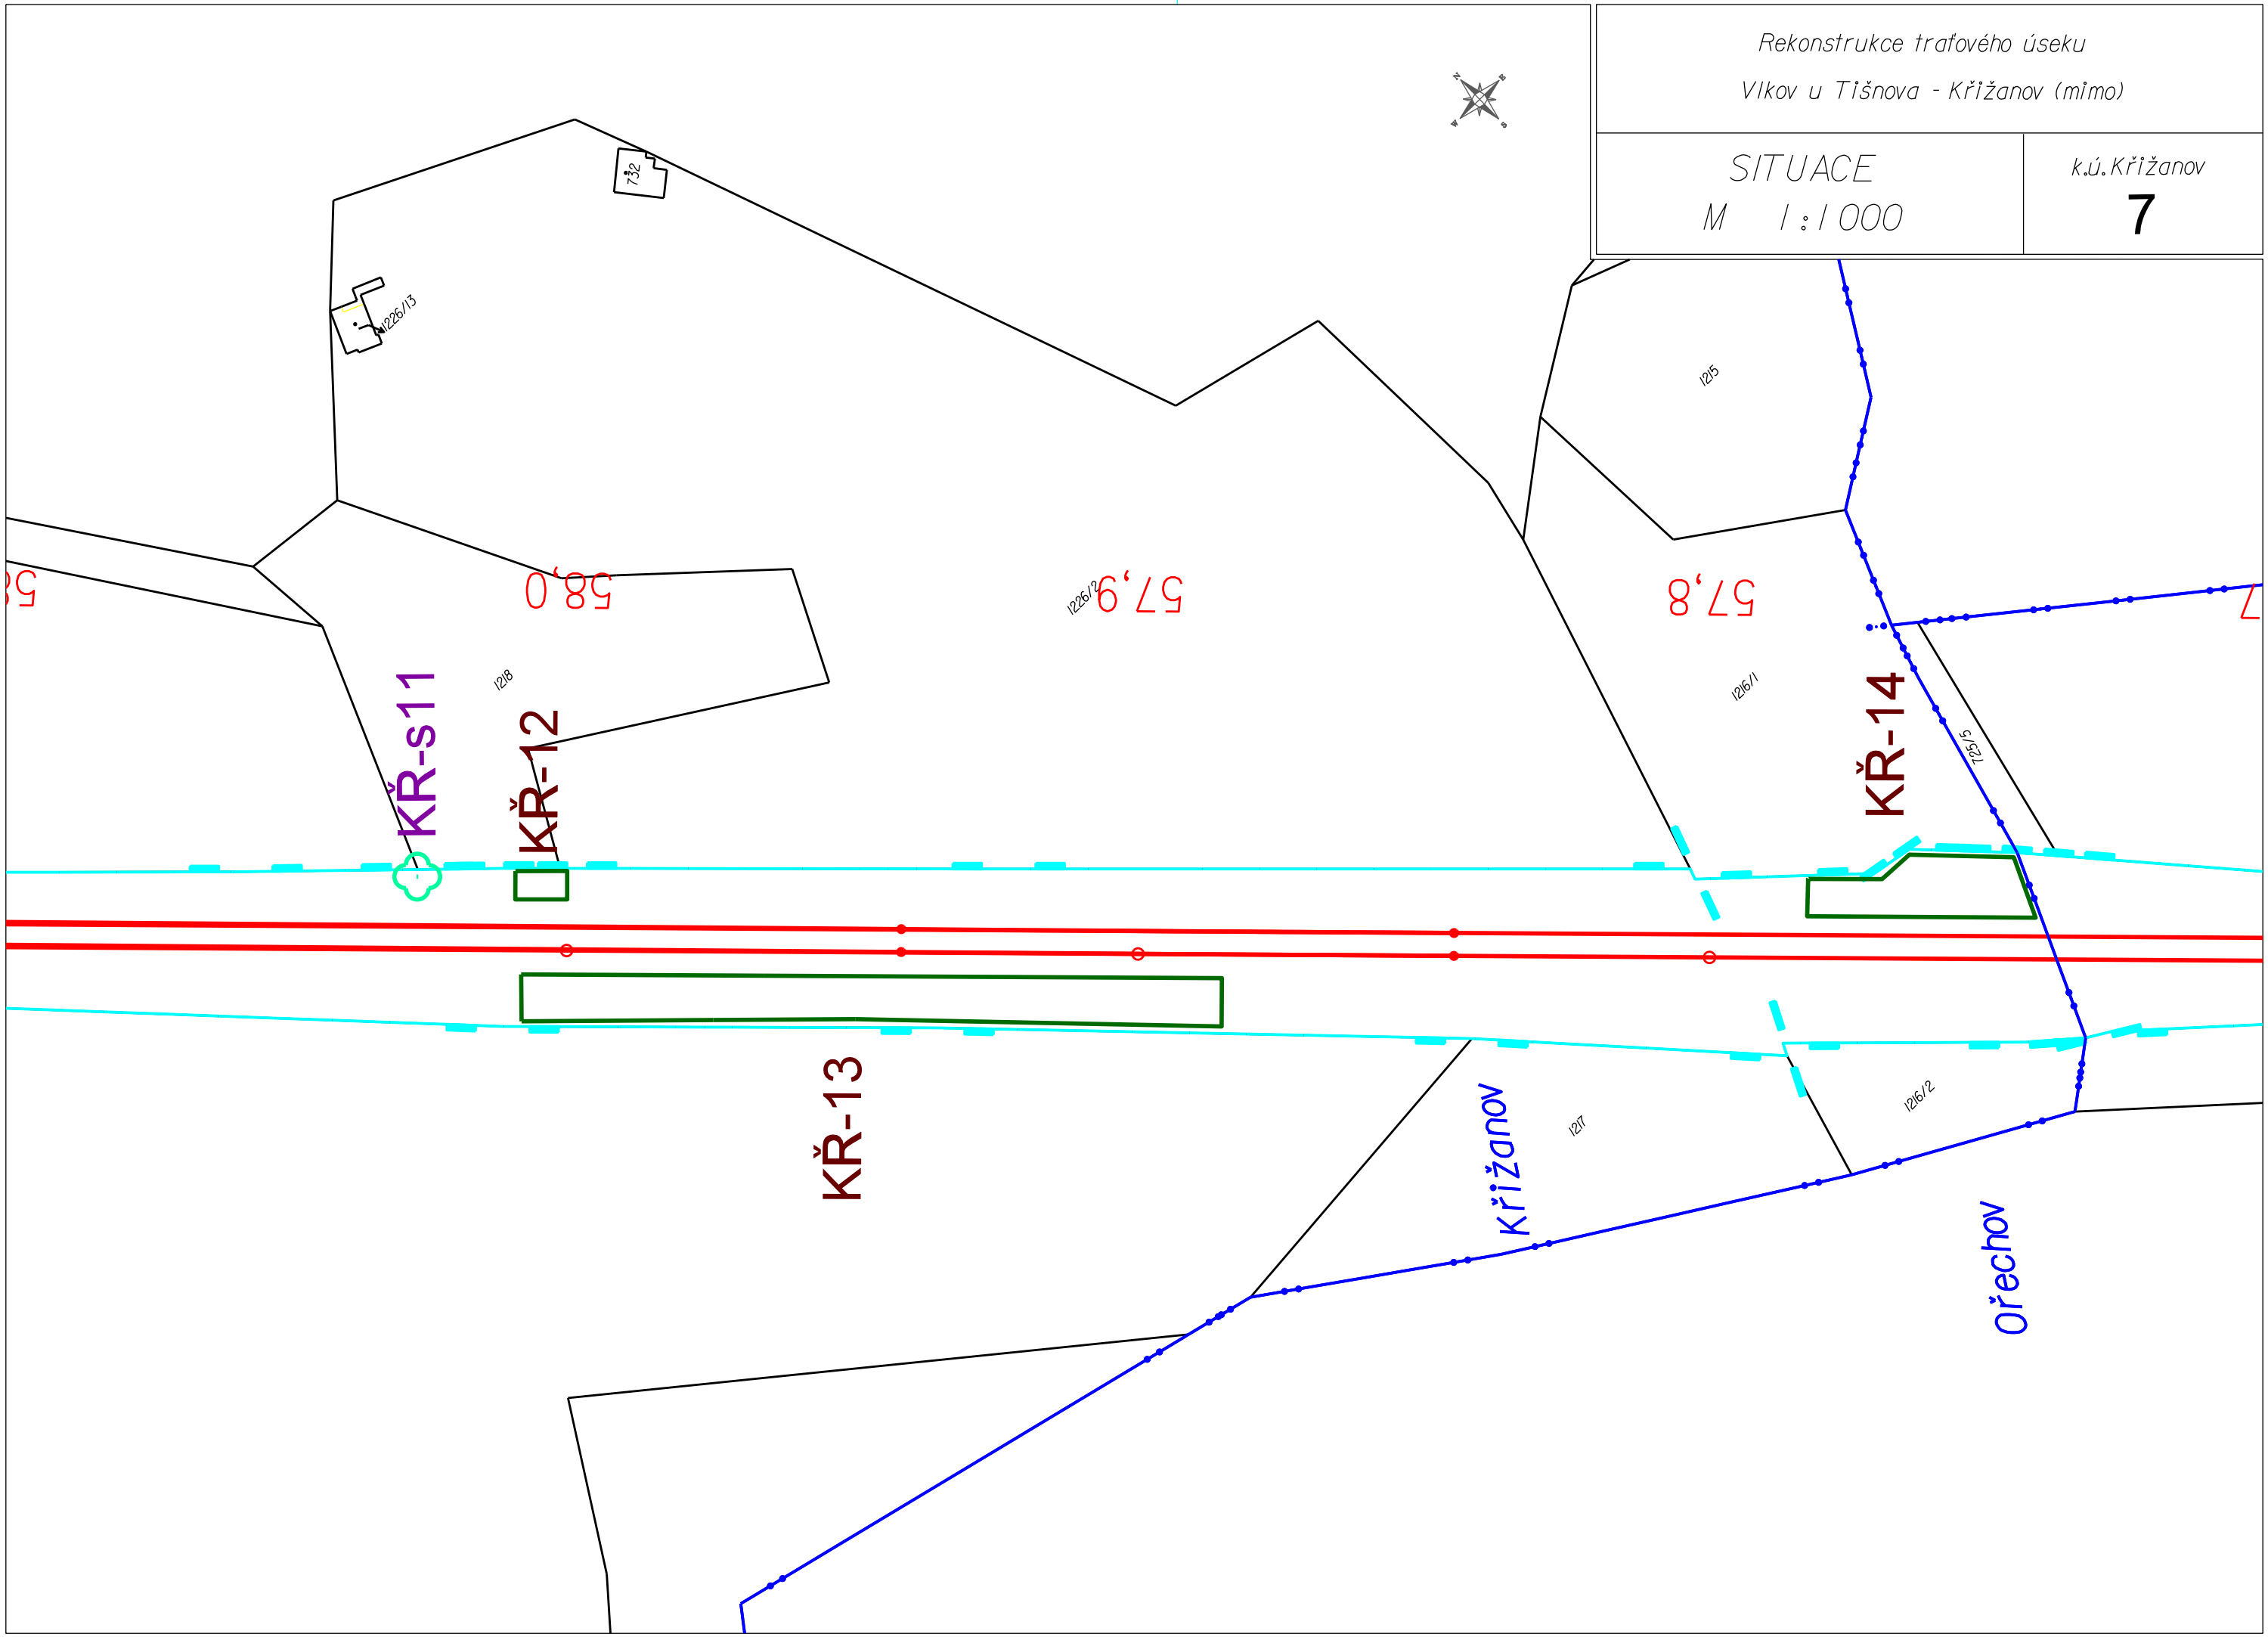 Rekonstrukce traťového úseku
Vlkov u Tišnova - Křižanov (mimo)
SITUACE
M 1:1000
k.ú.Křižanov
7
N
E
W
S
732
1226/13
1215
58,0
1226/2
57,9
57,8
1218
1216/1
KŘ-s11
KŘ-12
KŘ-14
725/5
KŘ-13
Křižanov
1217
1216/2
Ořechov